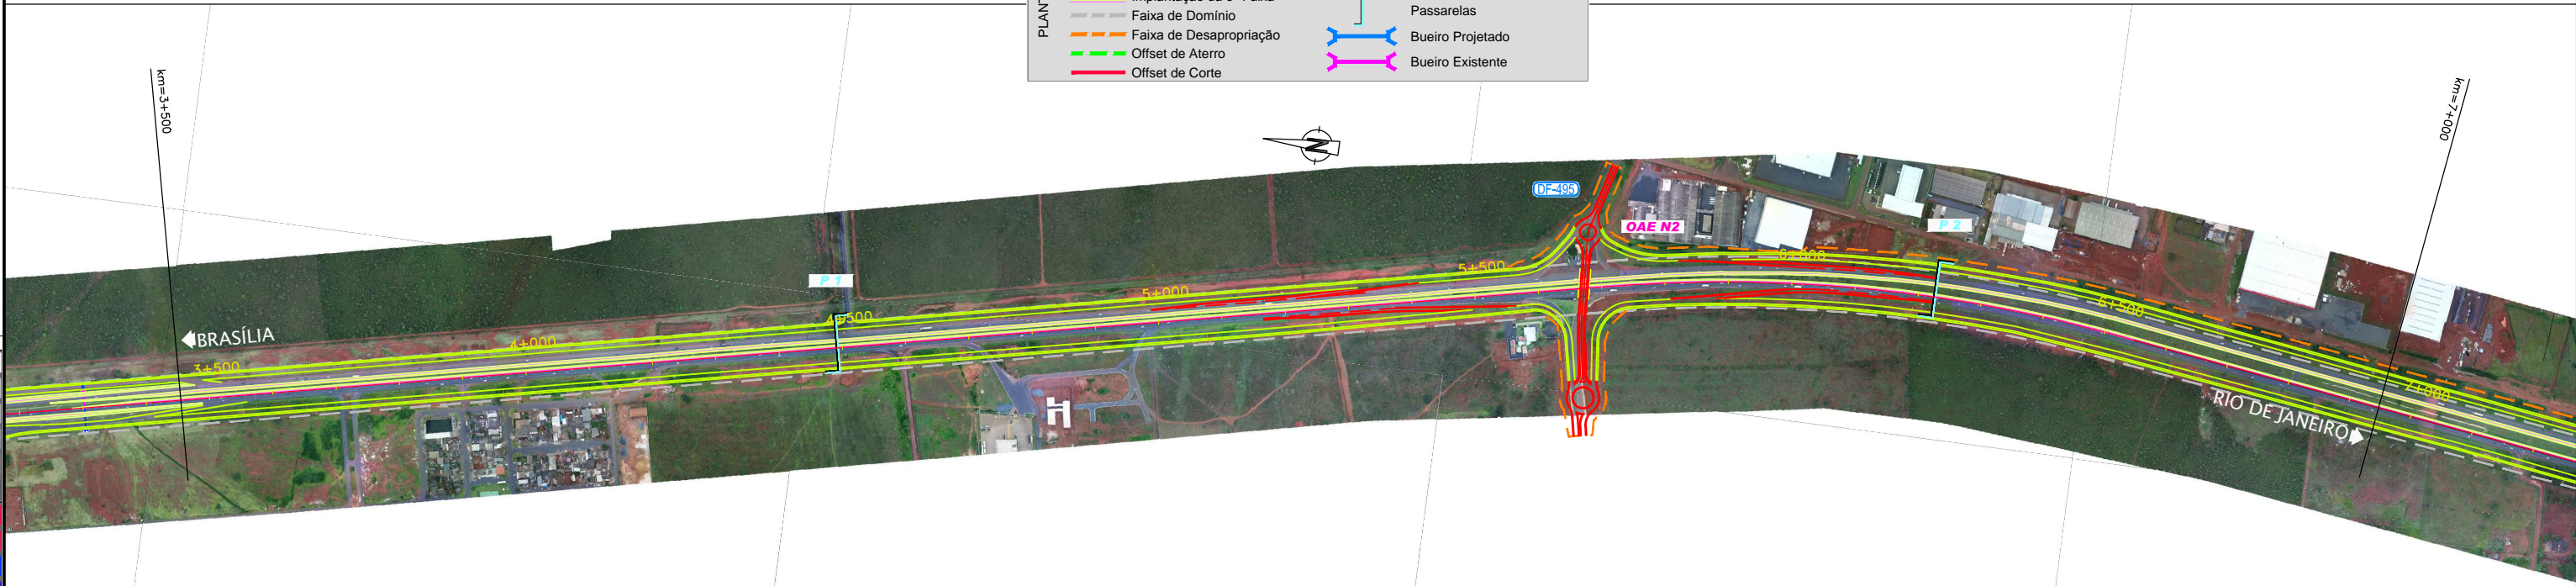 Faixa de Domínio
Faixa de Desapropriação
Offset de Aterro
Offset de Corte
Passarelas
Bueiro Projetado
Bueiro Existente
km=3+500
km=7+000
N
DF-495
OAE N2
P 1
P 2
BRASÍLIA
3+500
4+000
4+500
5+000
5+500
6+000
6+500
7+000
RIO DE JANEIRO